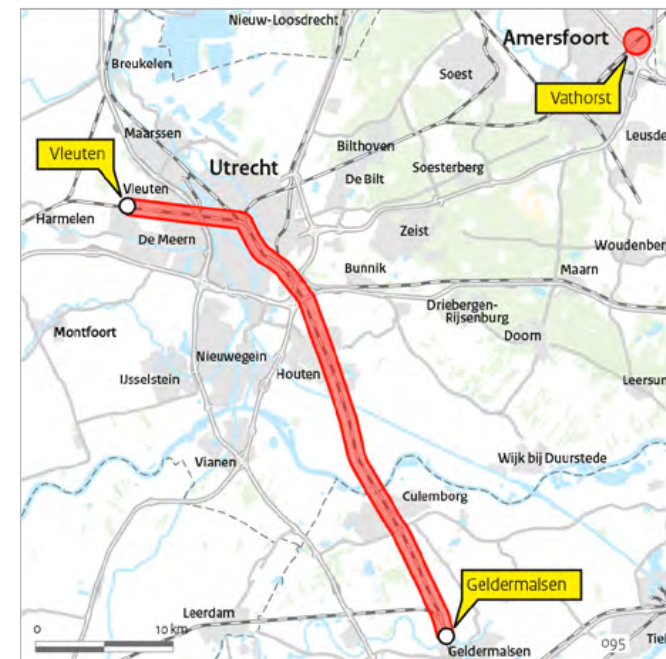 Nieuw-Loosdrecht
Amersfoort
Breukelen
Soest
Vathorst
Maarssen
Leusde
Bilthoven
Vleuten
Utrecht
Soesterberg
De Bilt
Vleuten
Harmelen
De Meern
Zeist
Woudenber
Bunnik
Maarn
Driebergen-
Rijsenburg
Montfoort
Doorn
Nieuwegein
Houten
IJsselstein
Leersum
Vianen
Wijk bij Duurstede
Culemborg
Geldermalsen
Leerdam
0
10 km
095
Tiel
Geldermalsen